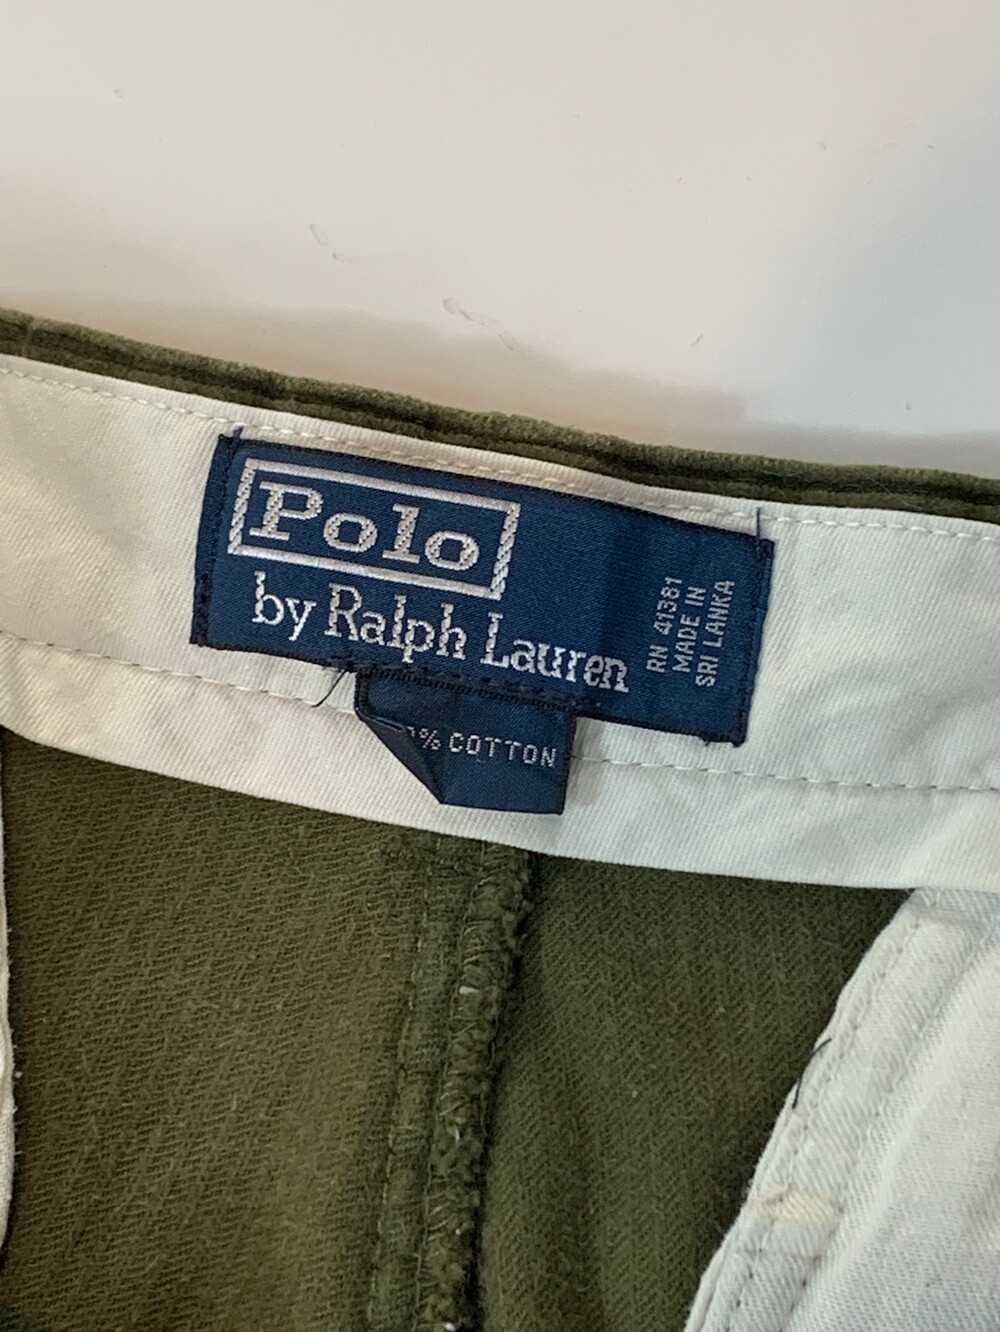 Polo
by Ralph Lauren
RN 41381
MADE IN
SRI LANKA
% COTTON